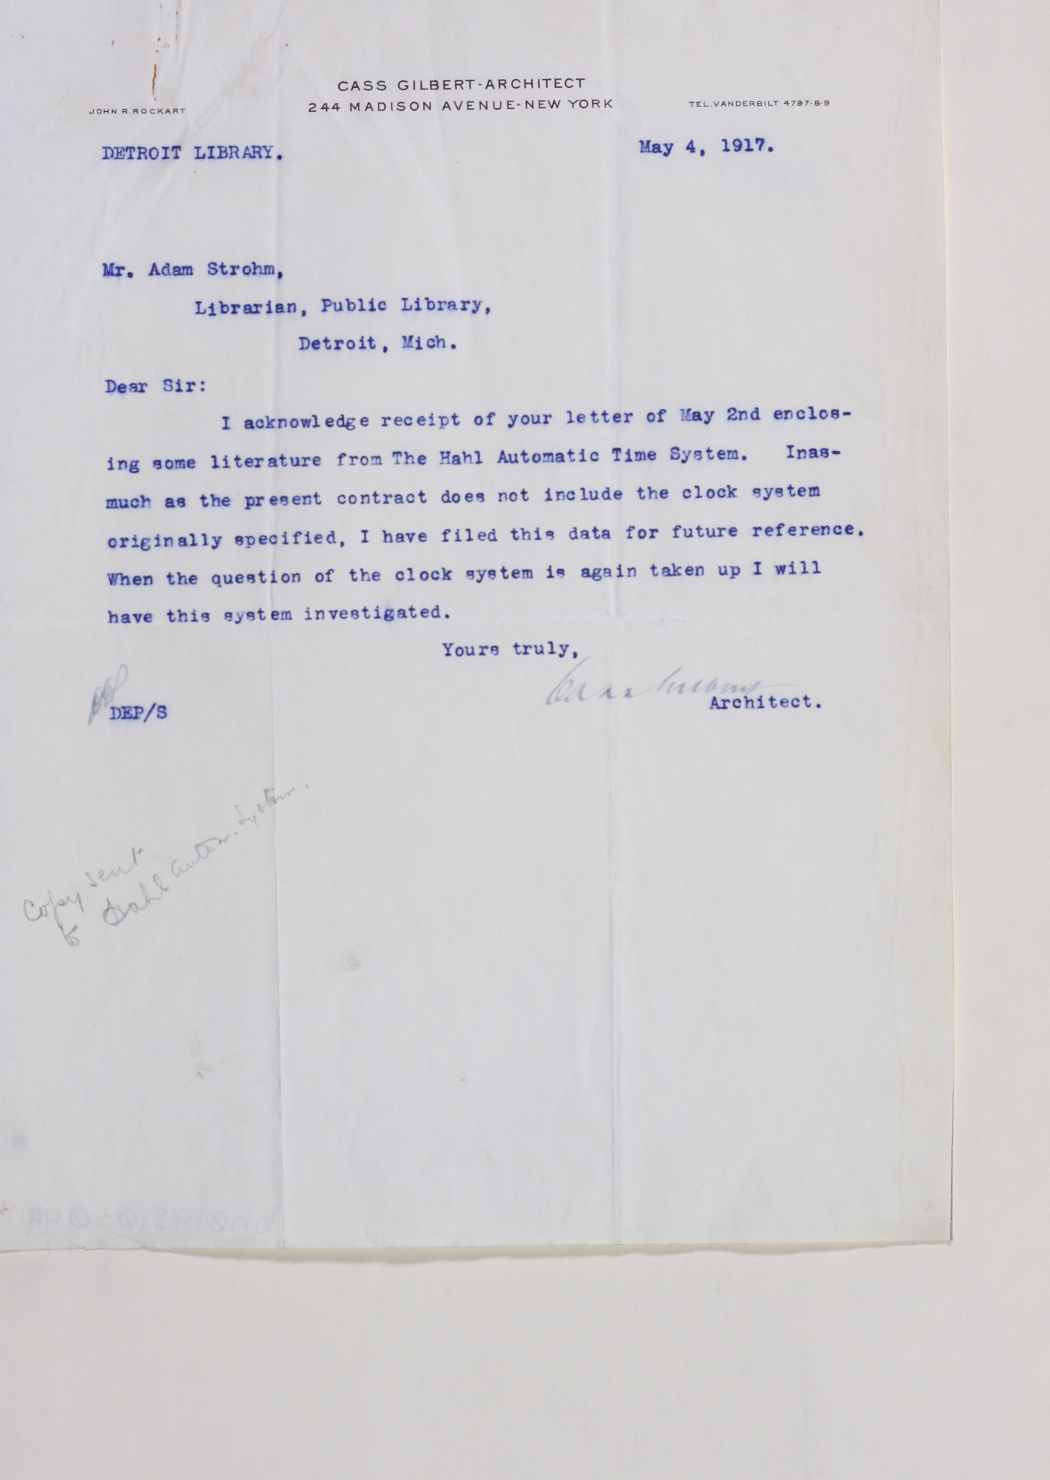 CASS GILBERT·ARCHITECT
244 MADISON AVENUE-NEW YORK
JOHN R. ROCKART
TEL. VANDERBILT 4797-8-9
DETROIT LIBRARY.
May 4, 1917.
Mr. Adam Strohm,
Librarian, Public Library,
Detroit, Mich.
Dear Sir:
I acknowledge receipt of your letter of May 2nd enclos-
ing some literature from The Hahl Automatic Time System. Inas-
much as the present contract does not include the clock system
originally specified, I have filed this data for future reference.
When the question of the clock system is again taken up I will
have this system investigated.
Yours truly,
Cass Gilbert
Architect.
DEP/S
Copy sent
to Hahl Autom. System.